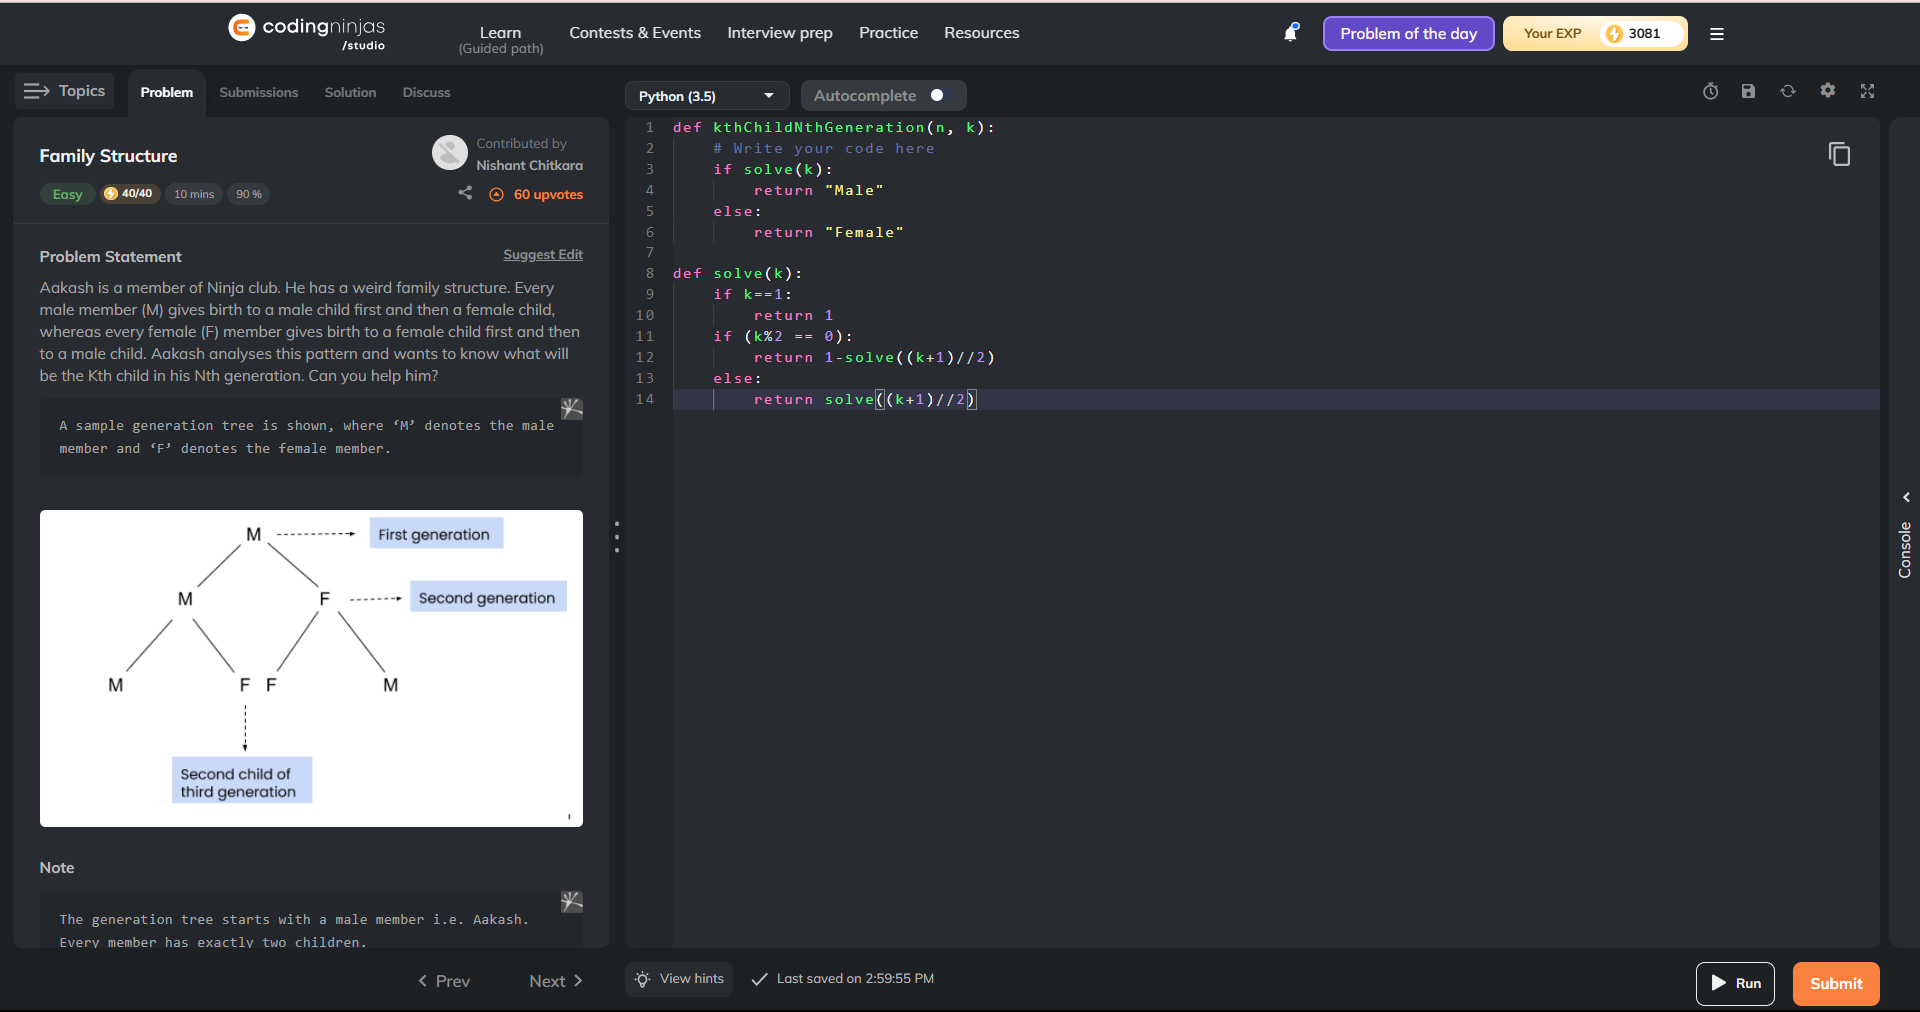 codingninjas
/studio
Learn
(Guided path)
Contests & Events
Interview prep
Practice
Resources
Problem of the day
Your EXP
3081
Topics
Problem
Submissions
Solution
Discuss
Family Structure
Contributed by
Nishant Chitkara
Easy
40/40
10 mins
90 %
60 upvotes
Problem Statement
Suggest Edit
Aakash is a member of Ninja club. He has a weird family structure. Every
male member (M) gives birth to a male child first and then a female child,
whereas every female (F) member gives birth to a female child first and then
to a male child. Aakash analyses this pattern and wants to know what will
be the Kth child in his Nth generation. Can you help him?
A sample generation tree is shown, where ‘M’ denotes the male
member and ‘F’ denotes the female member.
M
First generation
M
F
Second generation
M
F
F
M
Second child of
third generation
Note
The generation tree starts with a male member i.e. Aakash.
Every member has exactly two children.
Prev
Next
Python (3.5)
Autocomplete
1 def kthChildNthGeneration(n, k):
2 # Write your code here
3 if solve(k):
4 return "Male"
5 else:
6 return "Female"
7
8 def solve(k):
9 if k==1:
10 return 1
11 if (k%2 == 0):
12 return 1-solve((k+1)//2)
13 else:
14 return solve((k+1)//2)
Console
View hints
Last saved on 2:59:55 PM
Run
Submit